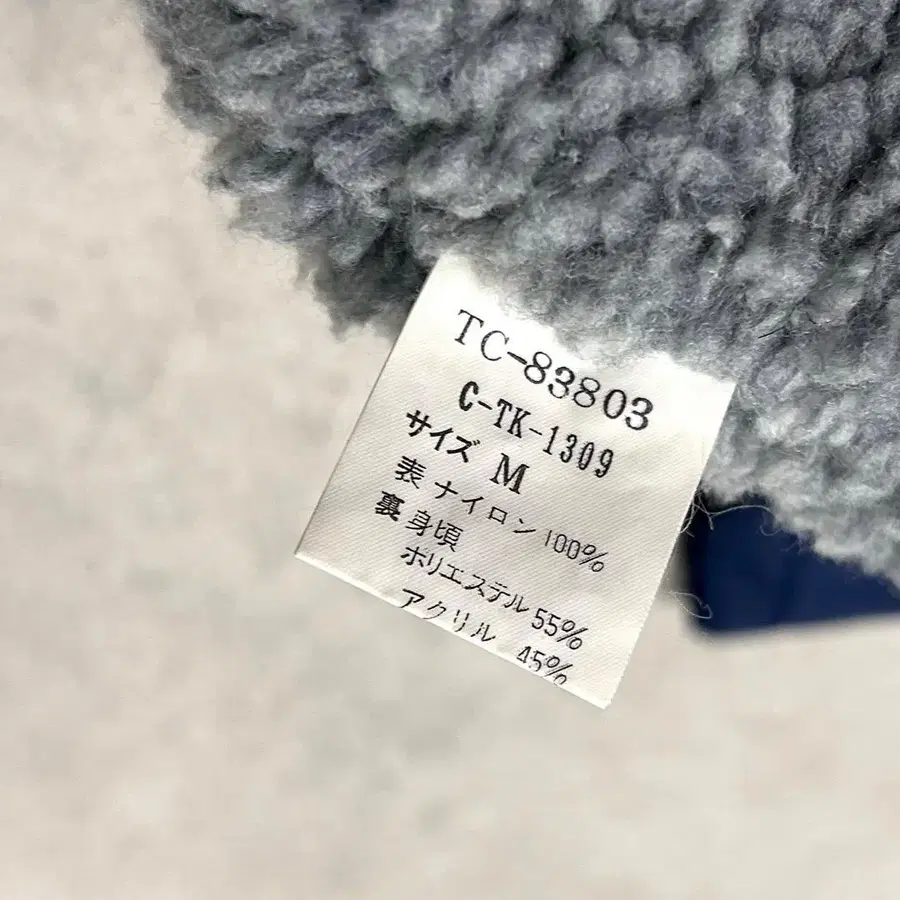 TC-83803
C-TK-1309
サイズ M
表 ナイロン 100%
裏 身頃
ポリエステル 55%
アクリル 45%